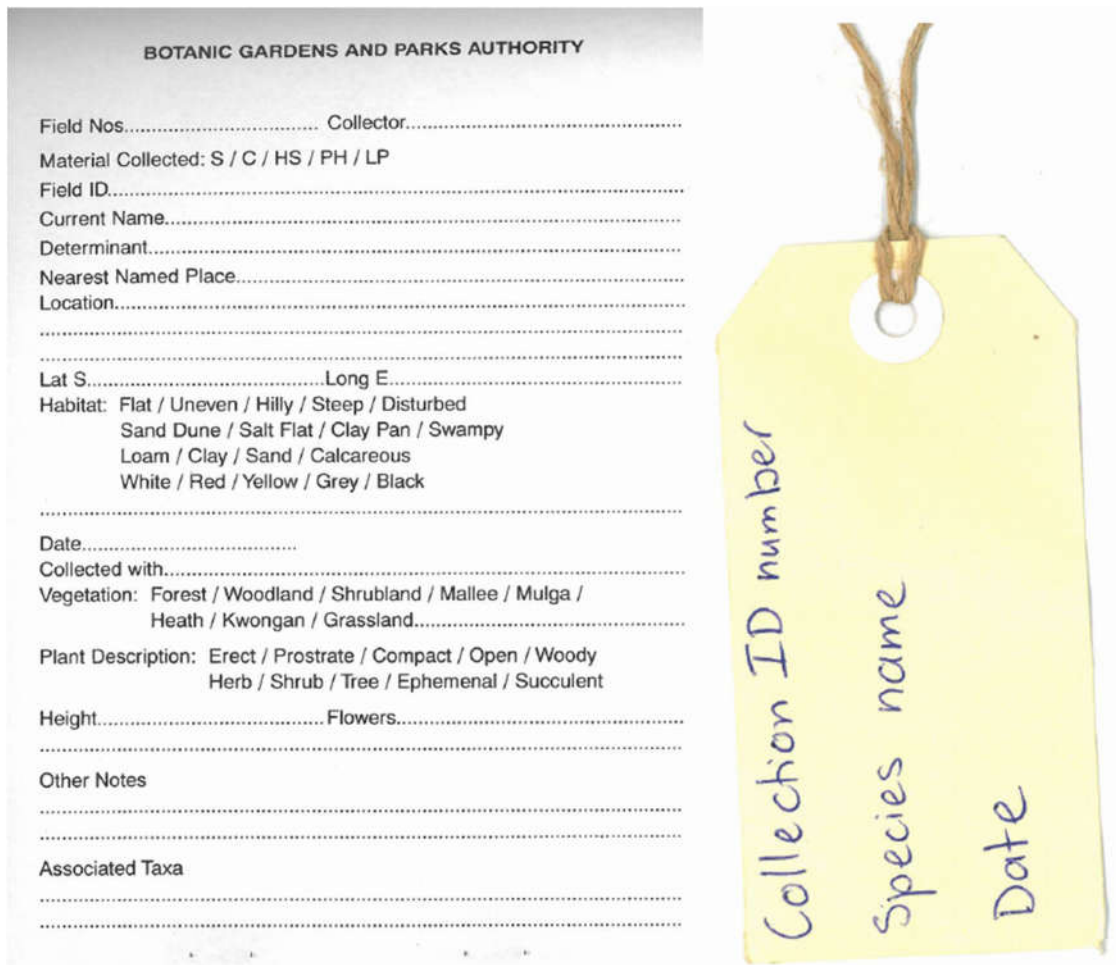 BOTANIC GARDENS AND PARKS AUTHORITY
Field Nos................................ Collector..............................................
Material Collected: S / C / HS / PH / LP
Field ID...............................................................................................
Current Name......................................................................................
Determinant.........................................................................................
Nearest Named Place..........................................................................
Location..............................................................................................
Lat S.......................................Long E................................................
Habitat: Flat / Uneven / Hilly / Steep / Disturbed
Sand Dune / Salt Flat / Clay Pan / Swampy
Loam / Clay / Sand / Calcareous
White / Red / Yellow / Grey / Black
Date....................................
Collected with......................................................................................
Vegetation: Forest / Woodland / Shrubland / Mallee / Mulga /
Heath / Kwongan / Grassland.............................................
Plant Description: Erect / Prostrate / Compact / Open / Woody
Herb / Shrub / Tree / Ephemenal / Succulent
Height......................................Flowers...............................................
Other Notes
Associated Taxa
Collection ID number
Species name
Date